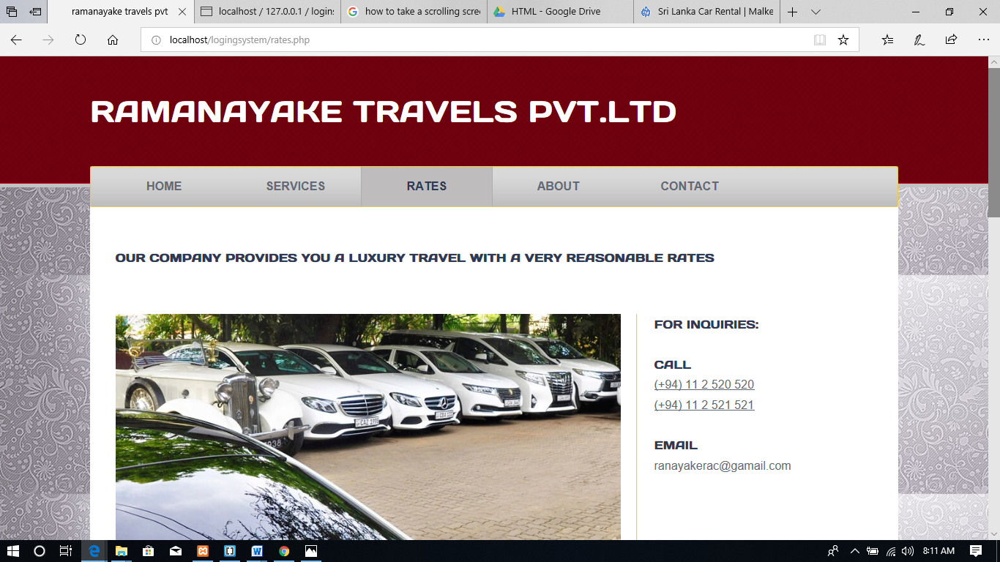 ramanayake travels pvt
localhost / 127.0.0.1 / logins
how to take a scrolling scree
HTML - Google Drive
Sri Lanka Car Rental | Malke
localhost/logingsystem/rates.php
RAMANAYAKE TRAVELS PVT.LTD
HOME SERVICES RATES ABOUT CONTACT
OUR COMPANY PROVIDES YOU A LUXURY TRAVEL WITH A VERY REASONABLE RATES
FOR INQUIRIES:
CALL
(+94) 11 2 520 520
(+94) 11 2 521 521
EMAIL
ranayakerac@gamail.com
8:11 AM